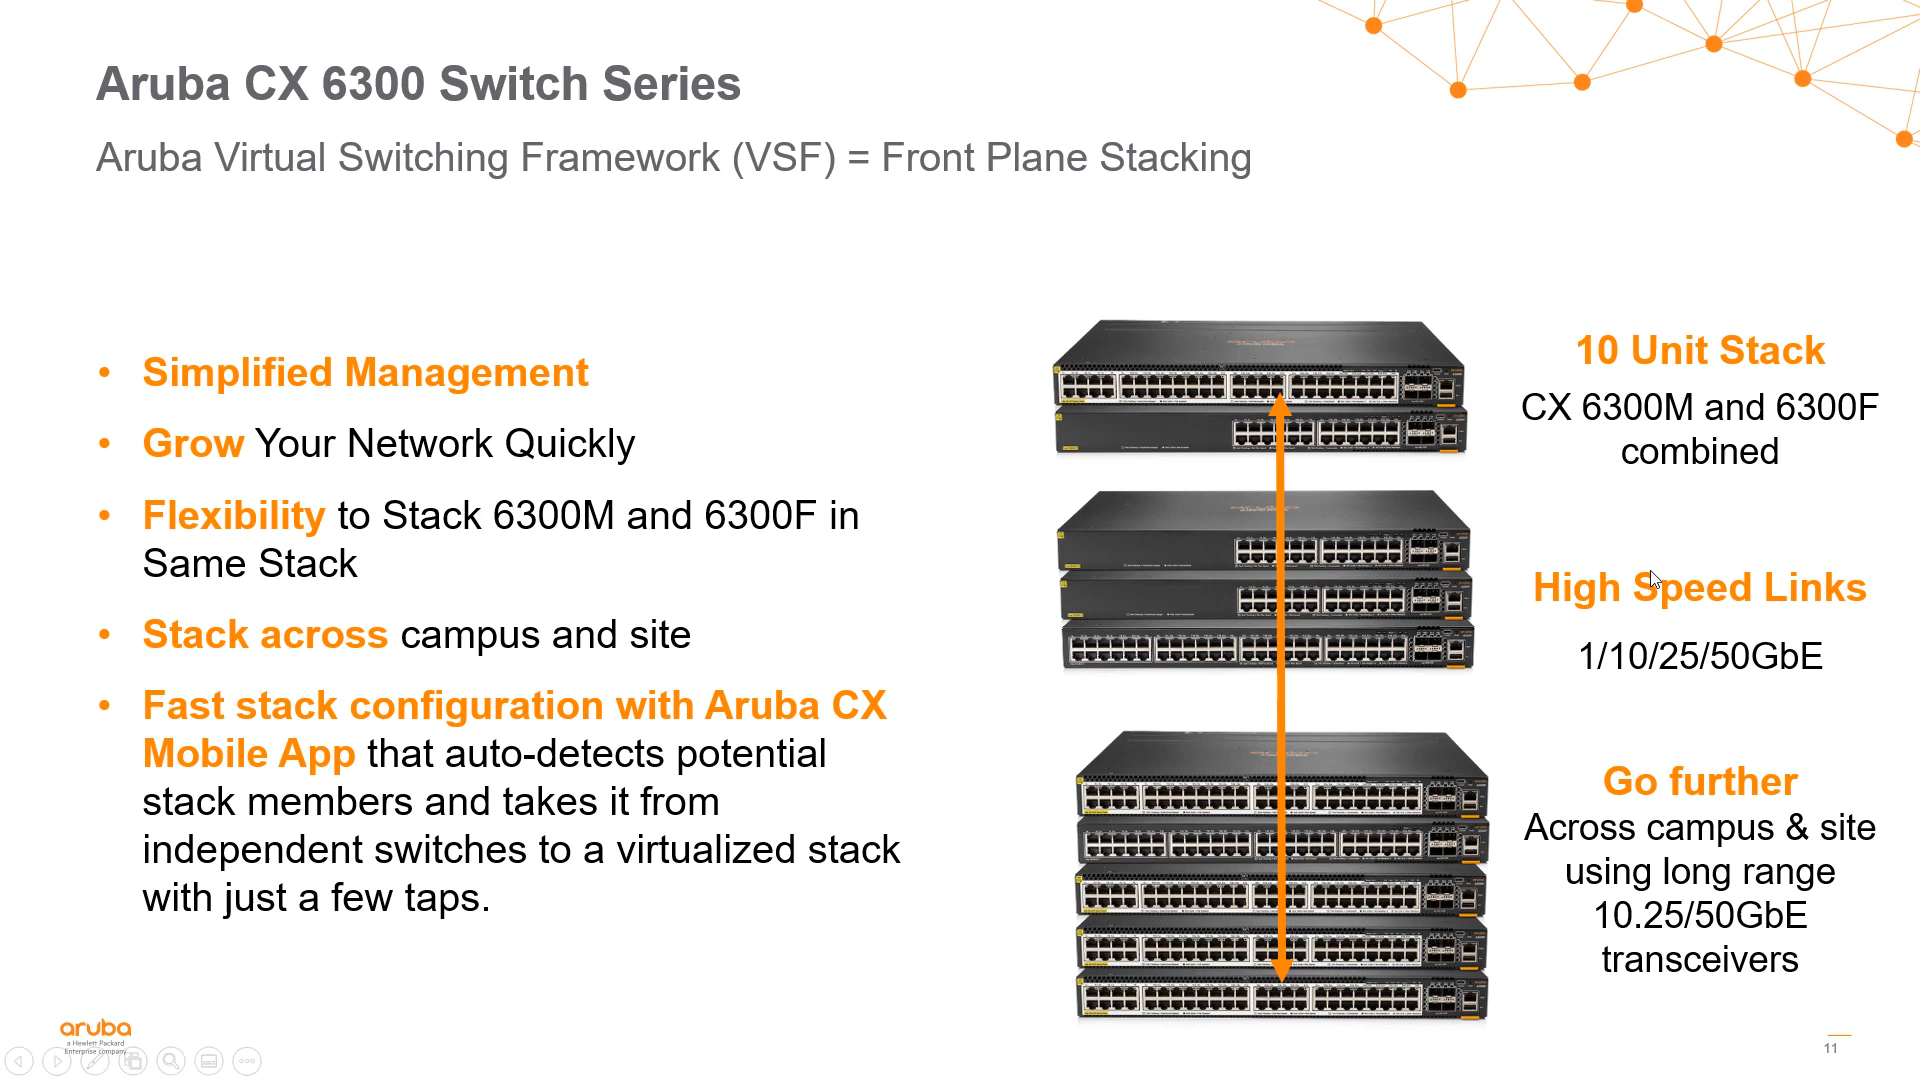 Aruba CX 6300 Switch Series
Aruba Virtual Switching Framework (VSF) = Front Plane Stacking
• Simplified Management
• Grow Your Network Quickly
• Flexibility to Stack 6300M and 6300F in
Same Stack
• Stack across campus and site
• Fast stack configuration with Aruba CX
Mobile App that auto-detects potential
stack members and takes it from
independent switches to a virtualized stack
with just a few taps.
10 Unit Stack
CX 6300M and 6300F
combined
High Speed Links
1/10/25/50GbE
Go further
Across campus & site
using long range
10.25/50GbE
transceivers
aruba
a Hewlett Packard
Enterprise company
11